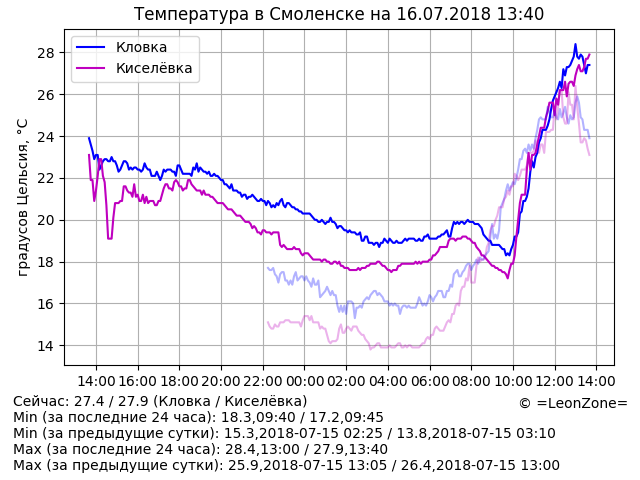 Температура в Смоленске на 16.07.2018 13:40
Кловка
Киселёвка
градусов Цельсия, °C
28
26
24
22
20
18
16
14
14:00 16:00 18:00 20:00 22:00 00:00 02:00 04:00 06:00 08:00 10:00 12:00 14:00
Сейчас: 27.4 / 27.9 (Кловка / Киселёвка)
© =LeonZone=
Min (за последние 24 часа): 18.3,09:40 / 17.2,09:45
Min (за предыдущие сутки): 15.3,2018-07-15 02:25 / 13.8,2018-07-15 03:10
Max (за последние 24 часа): 28.4,13:00 / 27.9,13:40
Max (за предыдущие сутки): 25.9,2018-07-15 13:05 / 26.4,2018-07-15 13:00